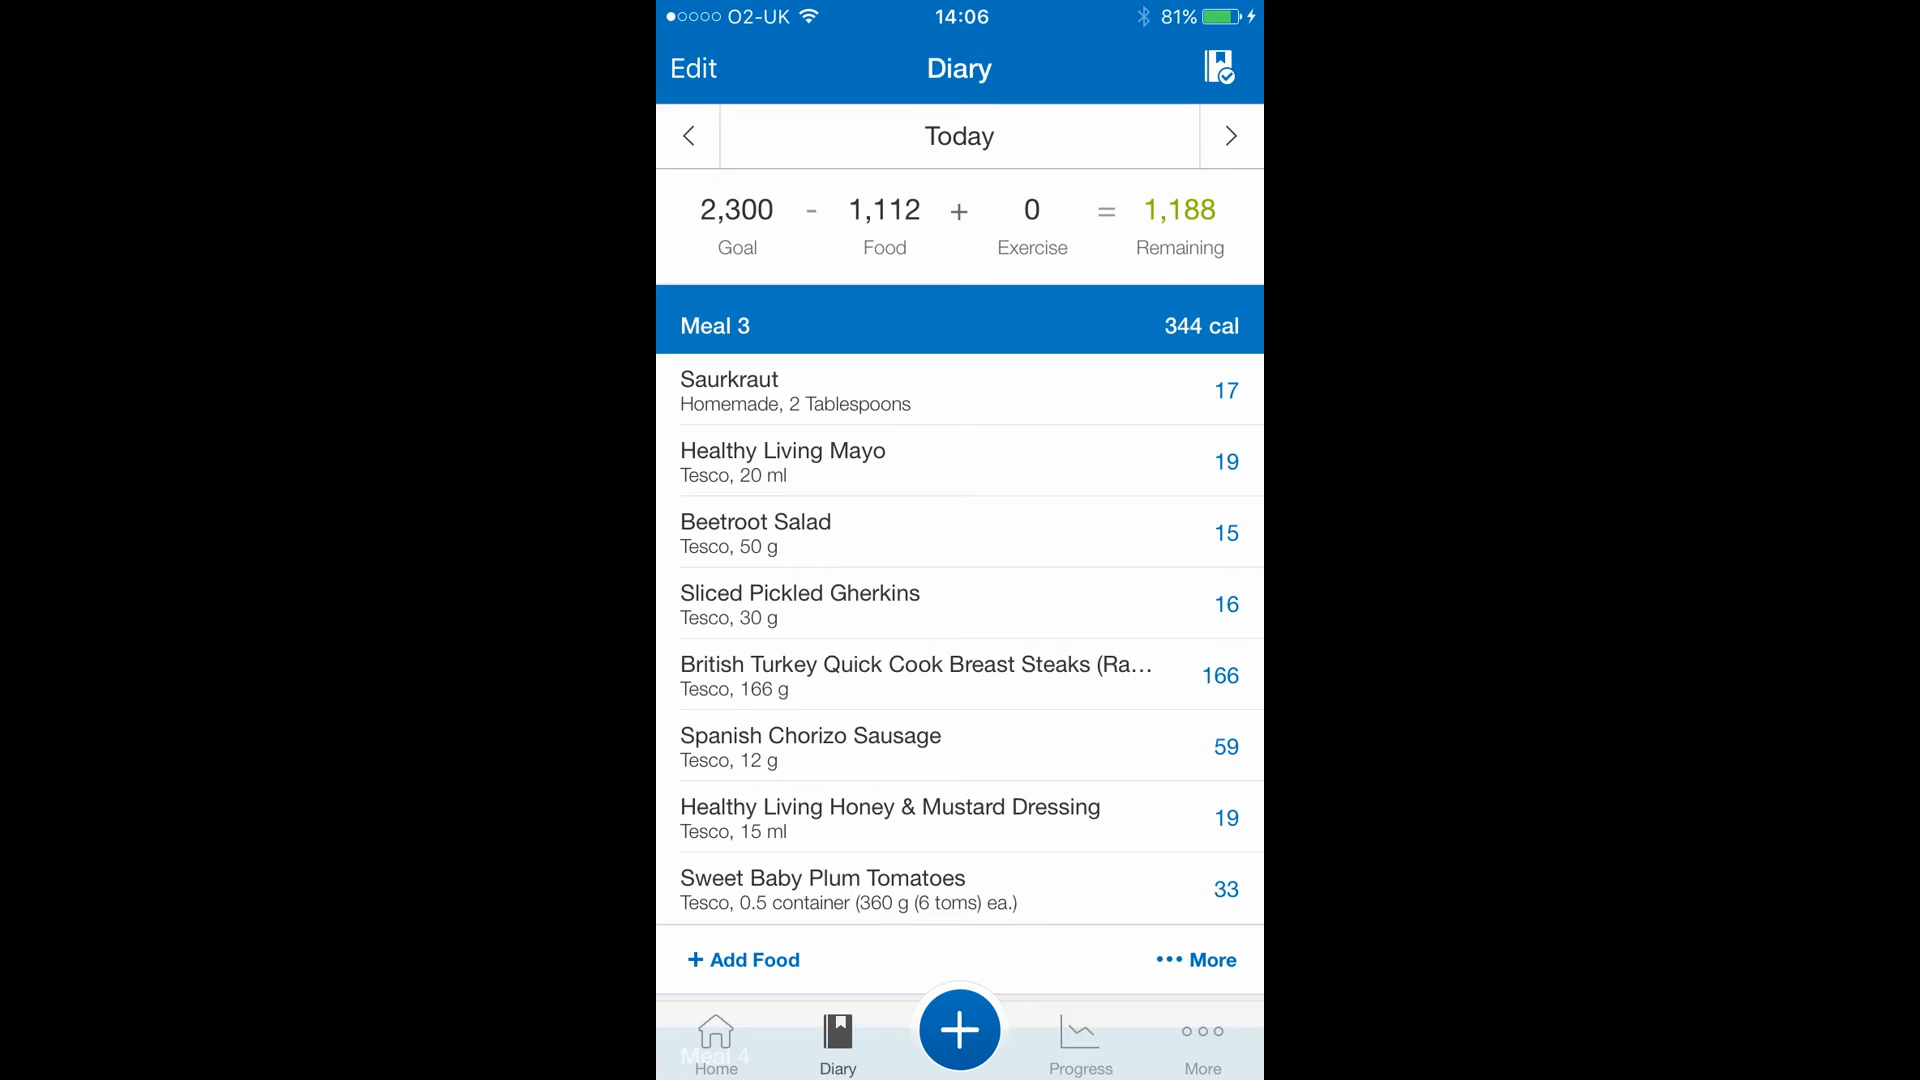 O2-UK 14:06 81%
Edit Diary
Today
2,300 - 1,112 + 0 = 1,188
Goal Food Exercise Remaining
Meal 3 344 cal
Saurkraut 17
Homemade, 2 Tablespoons
Healthy Living Mayo 19
Tesco, 20 ml
Beetroot Salad 15
Tesco, 50 g
Sliced Pickled Gherkins 16
Tesco, 30 g
British Turkey Quick Cook Breast Steaks (Ra... 166
Tesco, 166 g
Spanish Chorizo Sausage 59
Tesco, 12 g
Healthy Living Honey & Mustard Dressing 19
Tesco, 15 ml
Sweet Baby Plum Tomatoes 33
Tesco, 0.5 container (360 g (6 toms) ea.)
+ Add Food ••• More
Meal 4
Home Diary Progress More